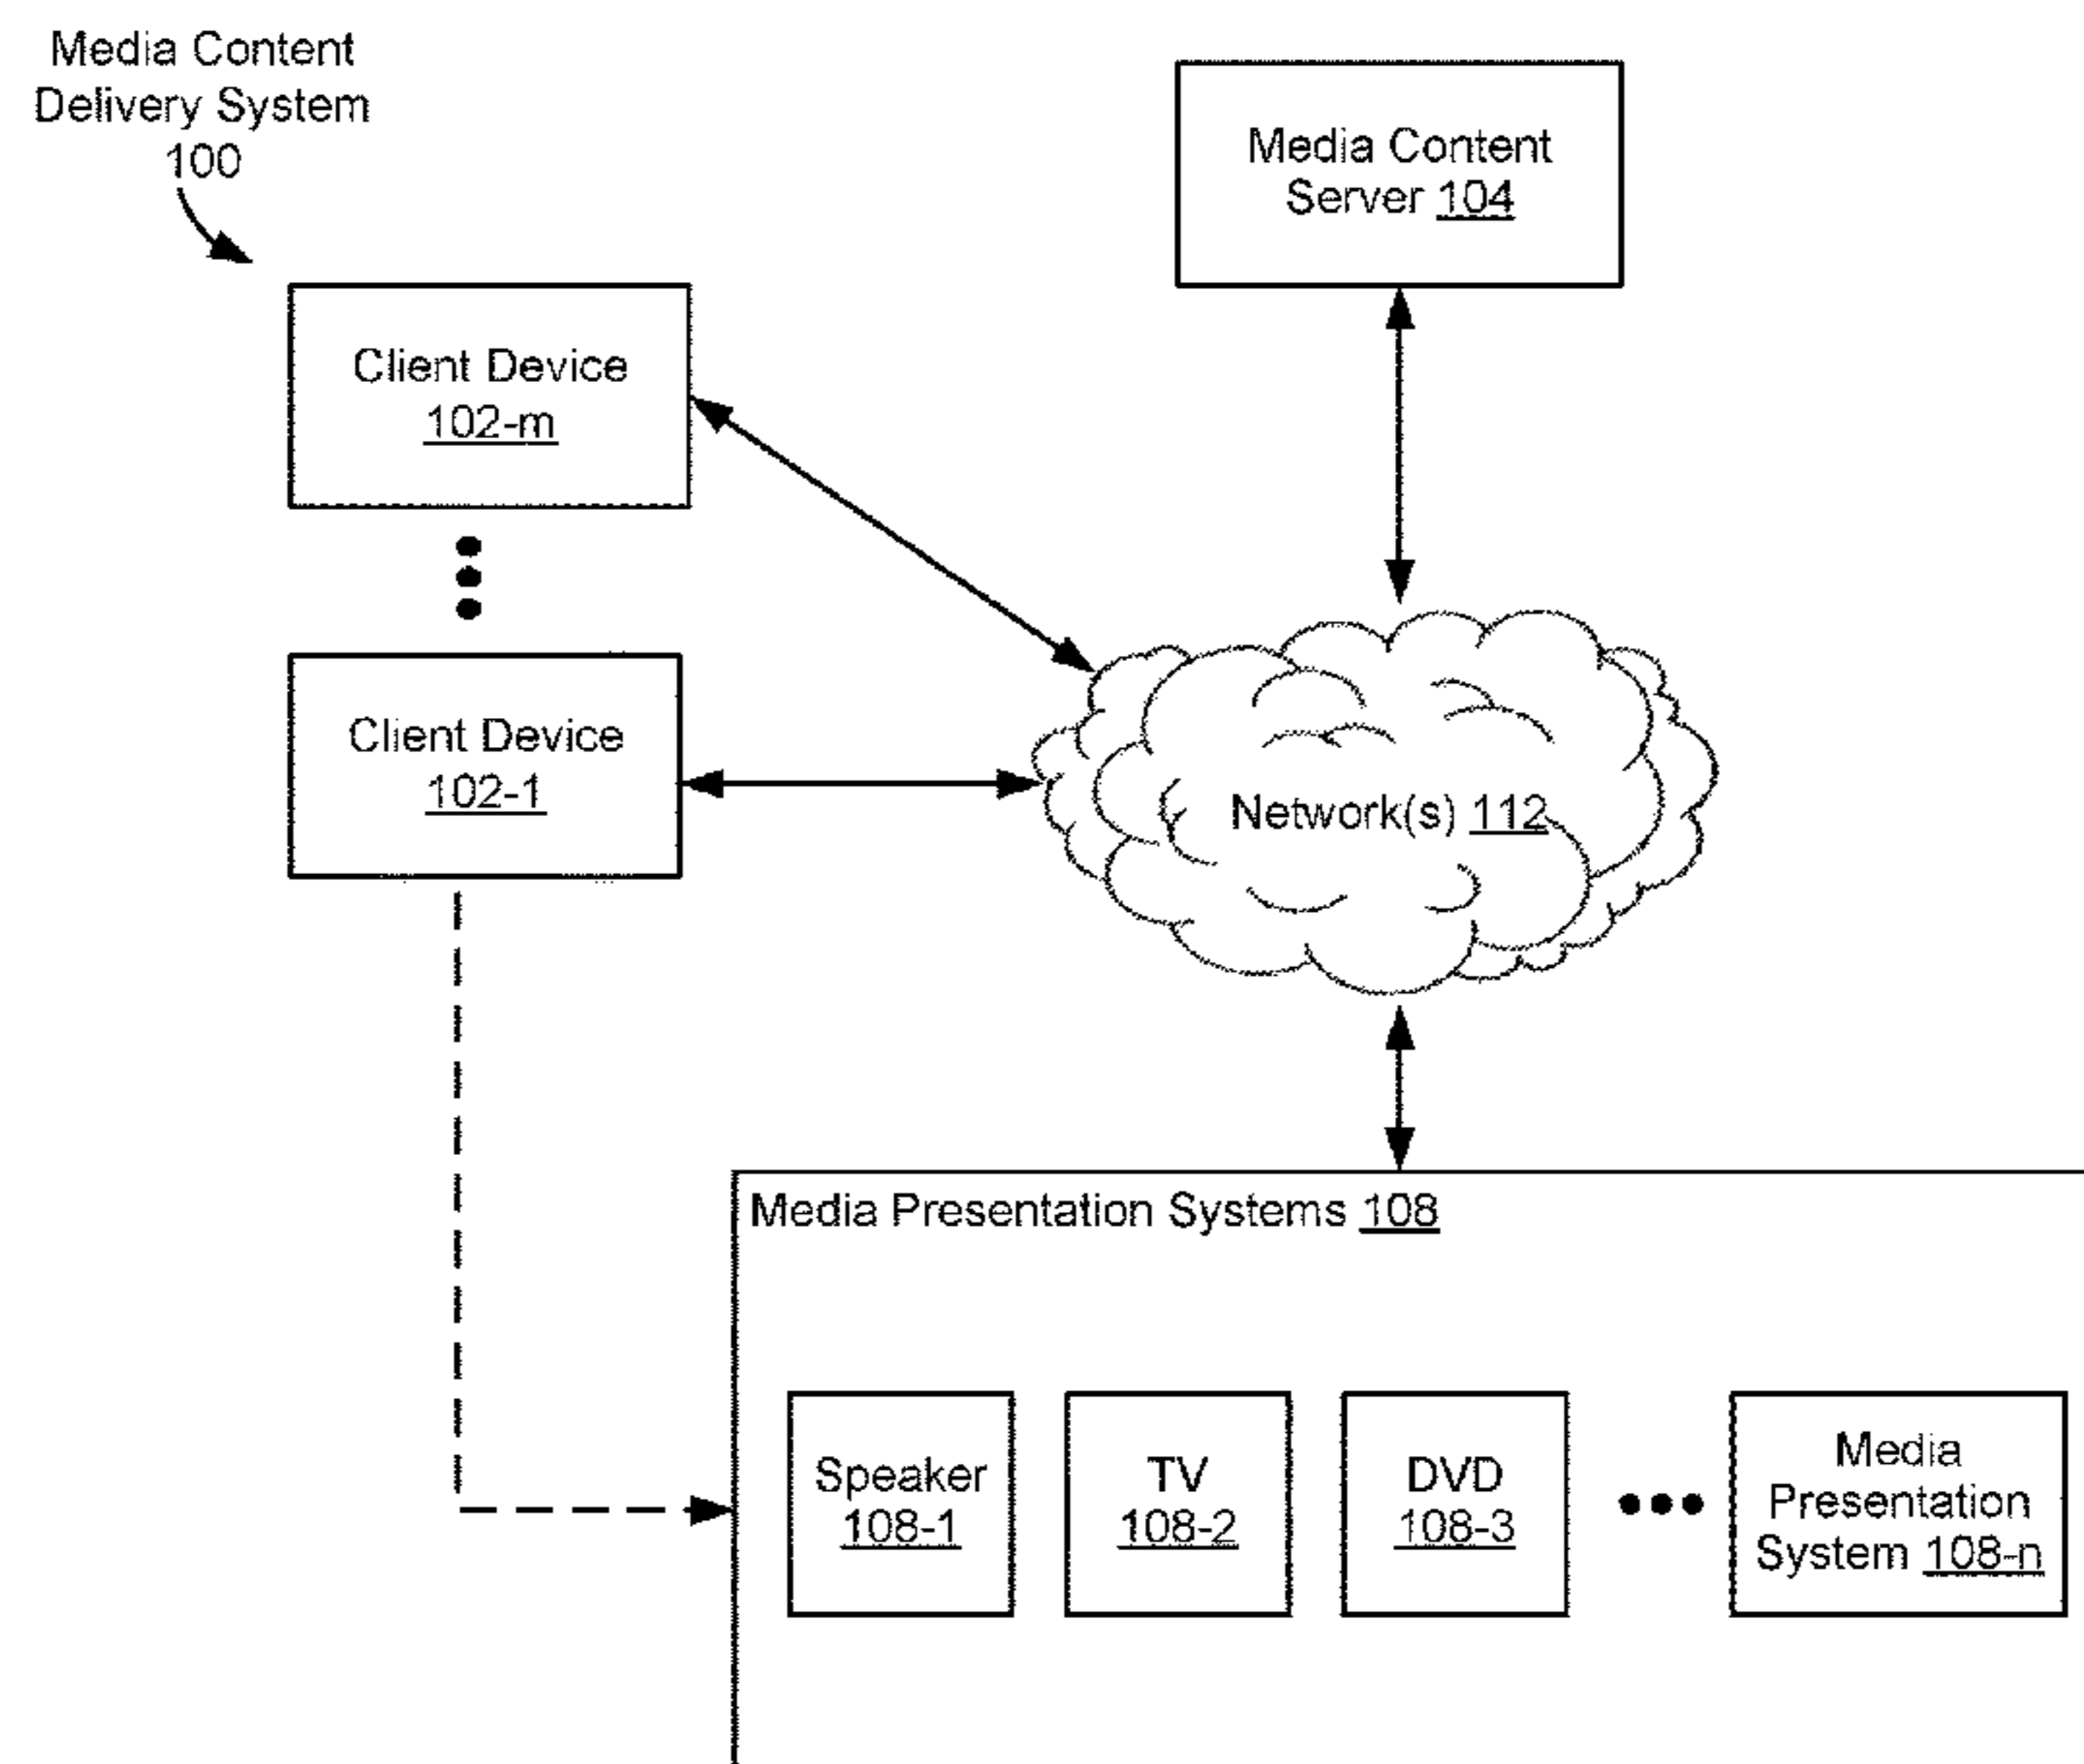 Media Content
Delivery System
100
Media Content
Server 104
Client Device
102-m
Client Device
102-1
Network(s) 112
Media Presentation Systems 108
Speaker
108-1
TV
108-2
DVD
108-3
Media
Presentation
System 108-n